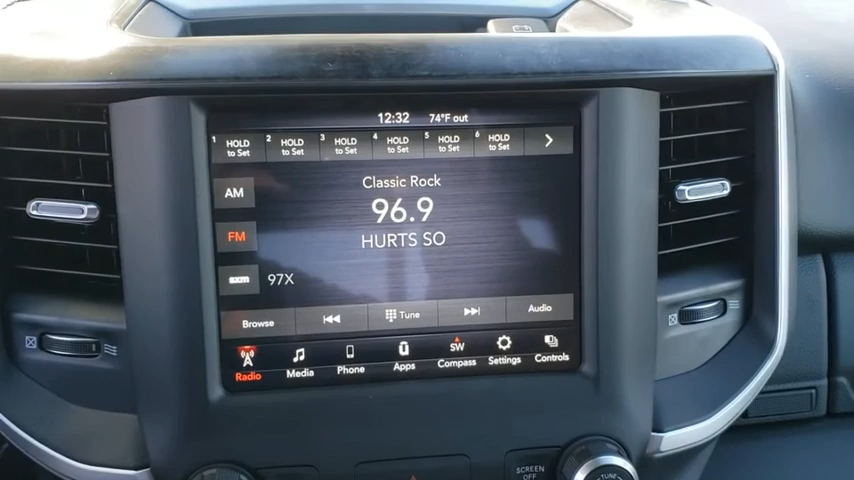 12:32 74°F out
1 HOLD to Set 2 HOLD to Set 3 HOLD to Set 4 HOLD to Set 5 HOLD to Set 6 HOLD to Set
Classic Rock
AM
96.9
FM
HURTS SO
sxm 97X
Browse Tune Audio
SW
Radio Media Phone Apps Compass Settings Controls
SCREEN
OFF
TUNE